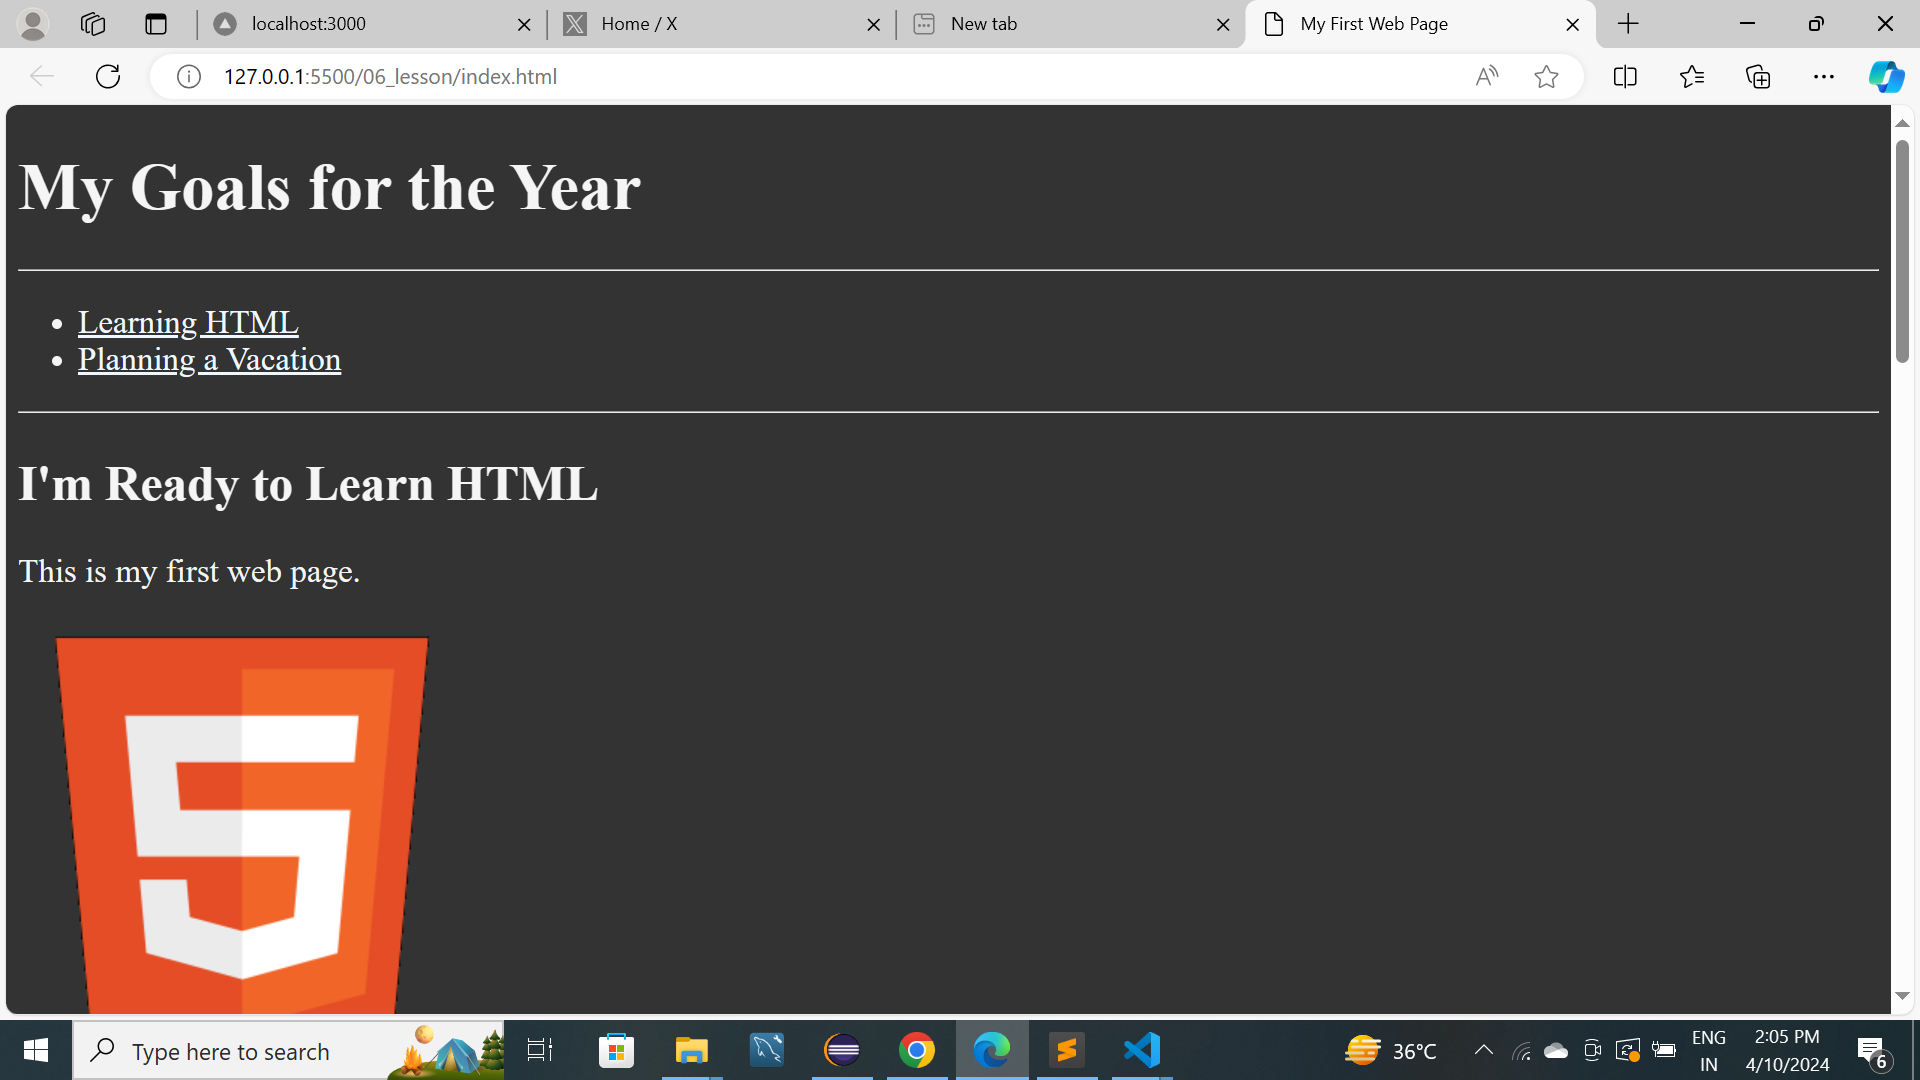 localhost:3000
Home / X
New tab
My First Web Page
127.0.0.1:5500/06_lesson/index.html
My Goals for the Year
• Learning HTML
• Planning a Vacation
I'm Ready to Learn HTML
This is my first web page.
5
Type here to search
36°C
ENG
IN
2:05 PM
4/10/2024
6